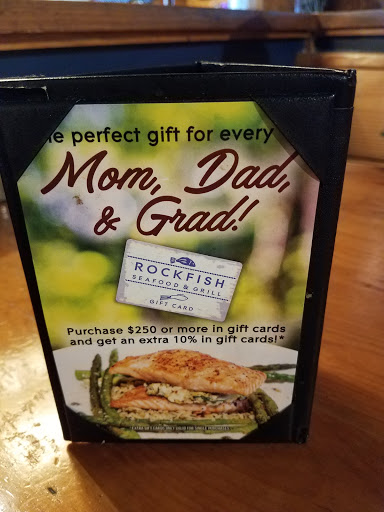 perfect gift for every
Mom, Dad,
& Grad!
ROCKFISH
SEAFOOD & GRILL
GIFT CARD
Purchase $250 or more in gift cards
and get an extra 10% in gift cards!*